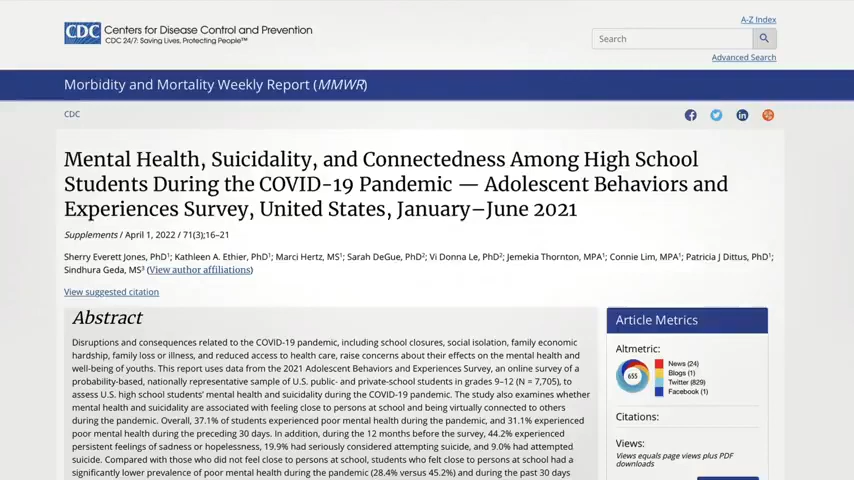 A-Z Index
CDC Centers for Disease Control and Prevention
CDC 24/7: Saving Lives, Protecting People™
Search
Advanced Search
Morbidity and Mortality Weekly Report (MMWR)
CDC
Mental Health, Suicidality, and Connectedness Among High School
Students During the COVID-19 Pandemic — Adolescent Behaviors and
Experiences Survey, United States, January–June 2021
Supplements / April 1, 2022 / 71(3);16–21
Sherry Everett Jones, PhD¹; Kathleen A. Ethier, PhD¹; Marci Hertz, MS¹; Sarah DeGue, PhD²; Vi Donna Le, PhD²; Jemekia Thornton, MPA¹; Connie Lim, MPA¹; Patricia J Dittus, PhD¹;
Sindhura Geda, MS³ (View author affiliations)
View suggested citation
Abstract
Disruptions and consequences related to the COVID-19 pandemic, including school closures, social isolation, family economic
hardship, family loss or illness, and reduced access to health care, raise concerns about their effects on the mental health and
well-being of youths. This report uses data from the 2021 Adolescent Behaviors and Experiences Survey, an online survey of a
probability-based, nationally representative sample of U.S. public- and private-school students in grades 9–12 (N = 7,705), to
assess U.S. high school students' mental health and suicidality during the COVID-19 pandemic. The study also examines whether
mental health and suicidality are associated with feeling close to persons at school and being virtually connected to others
during the pandemic. Overall, 37.1% of students experienced poor mental health during the pandemic, and 31.1% experienced
poor mental health during the preceding 30 days. In addition, during the 12 months before the survey, 44.2% experienced
persistent feelings of sadness or hopelessness, 19.9% had seriously considered attempting suicide, and 9.0% had attempted
suicide. Compared with those who did not feel close to persons at school, students who felt close to persons at school had a
significantly lower prevalence of poor mental health during the pandemic (28.4% versus 45.2%) and during the past 30 days
Article Metrics
Altmetric:
655
News (24)
Blogs (1)
Twitter (829)
Facebook (1)
Citations:
Views:
Views equals page views plus PDF
downloads